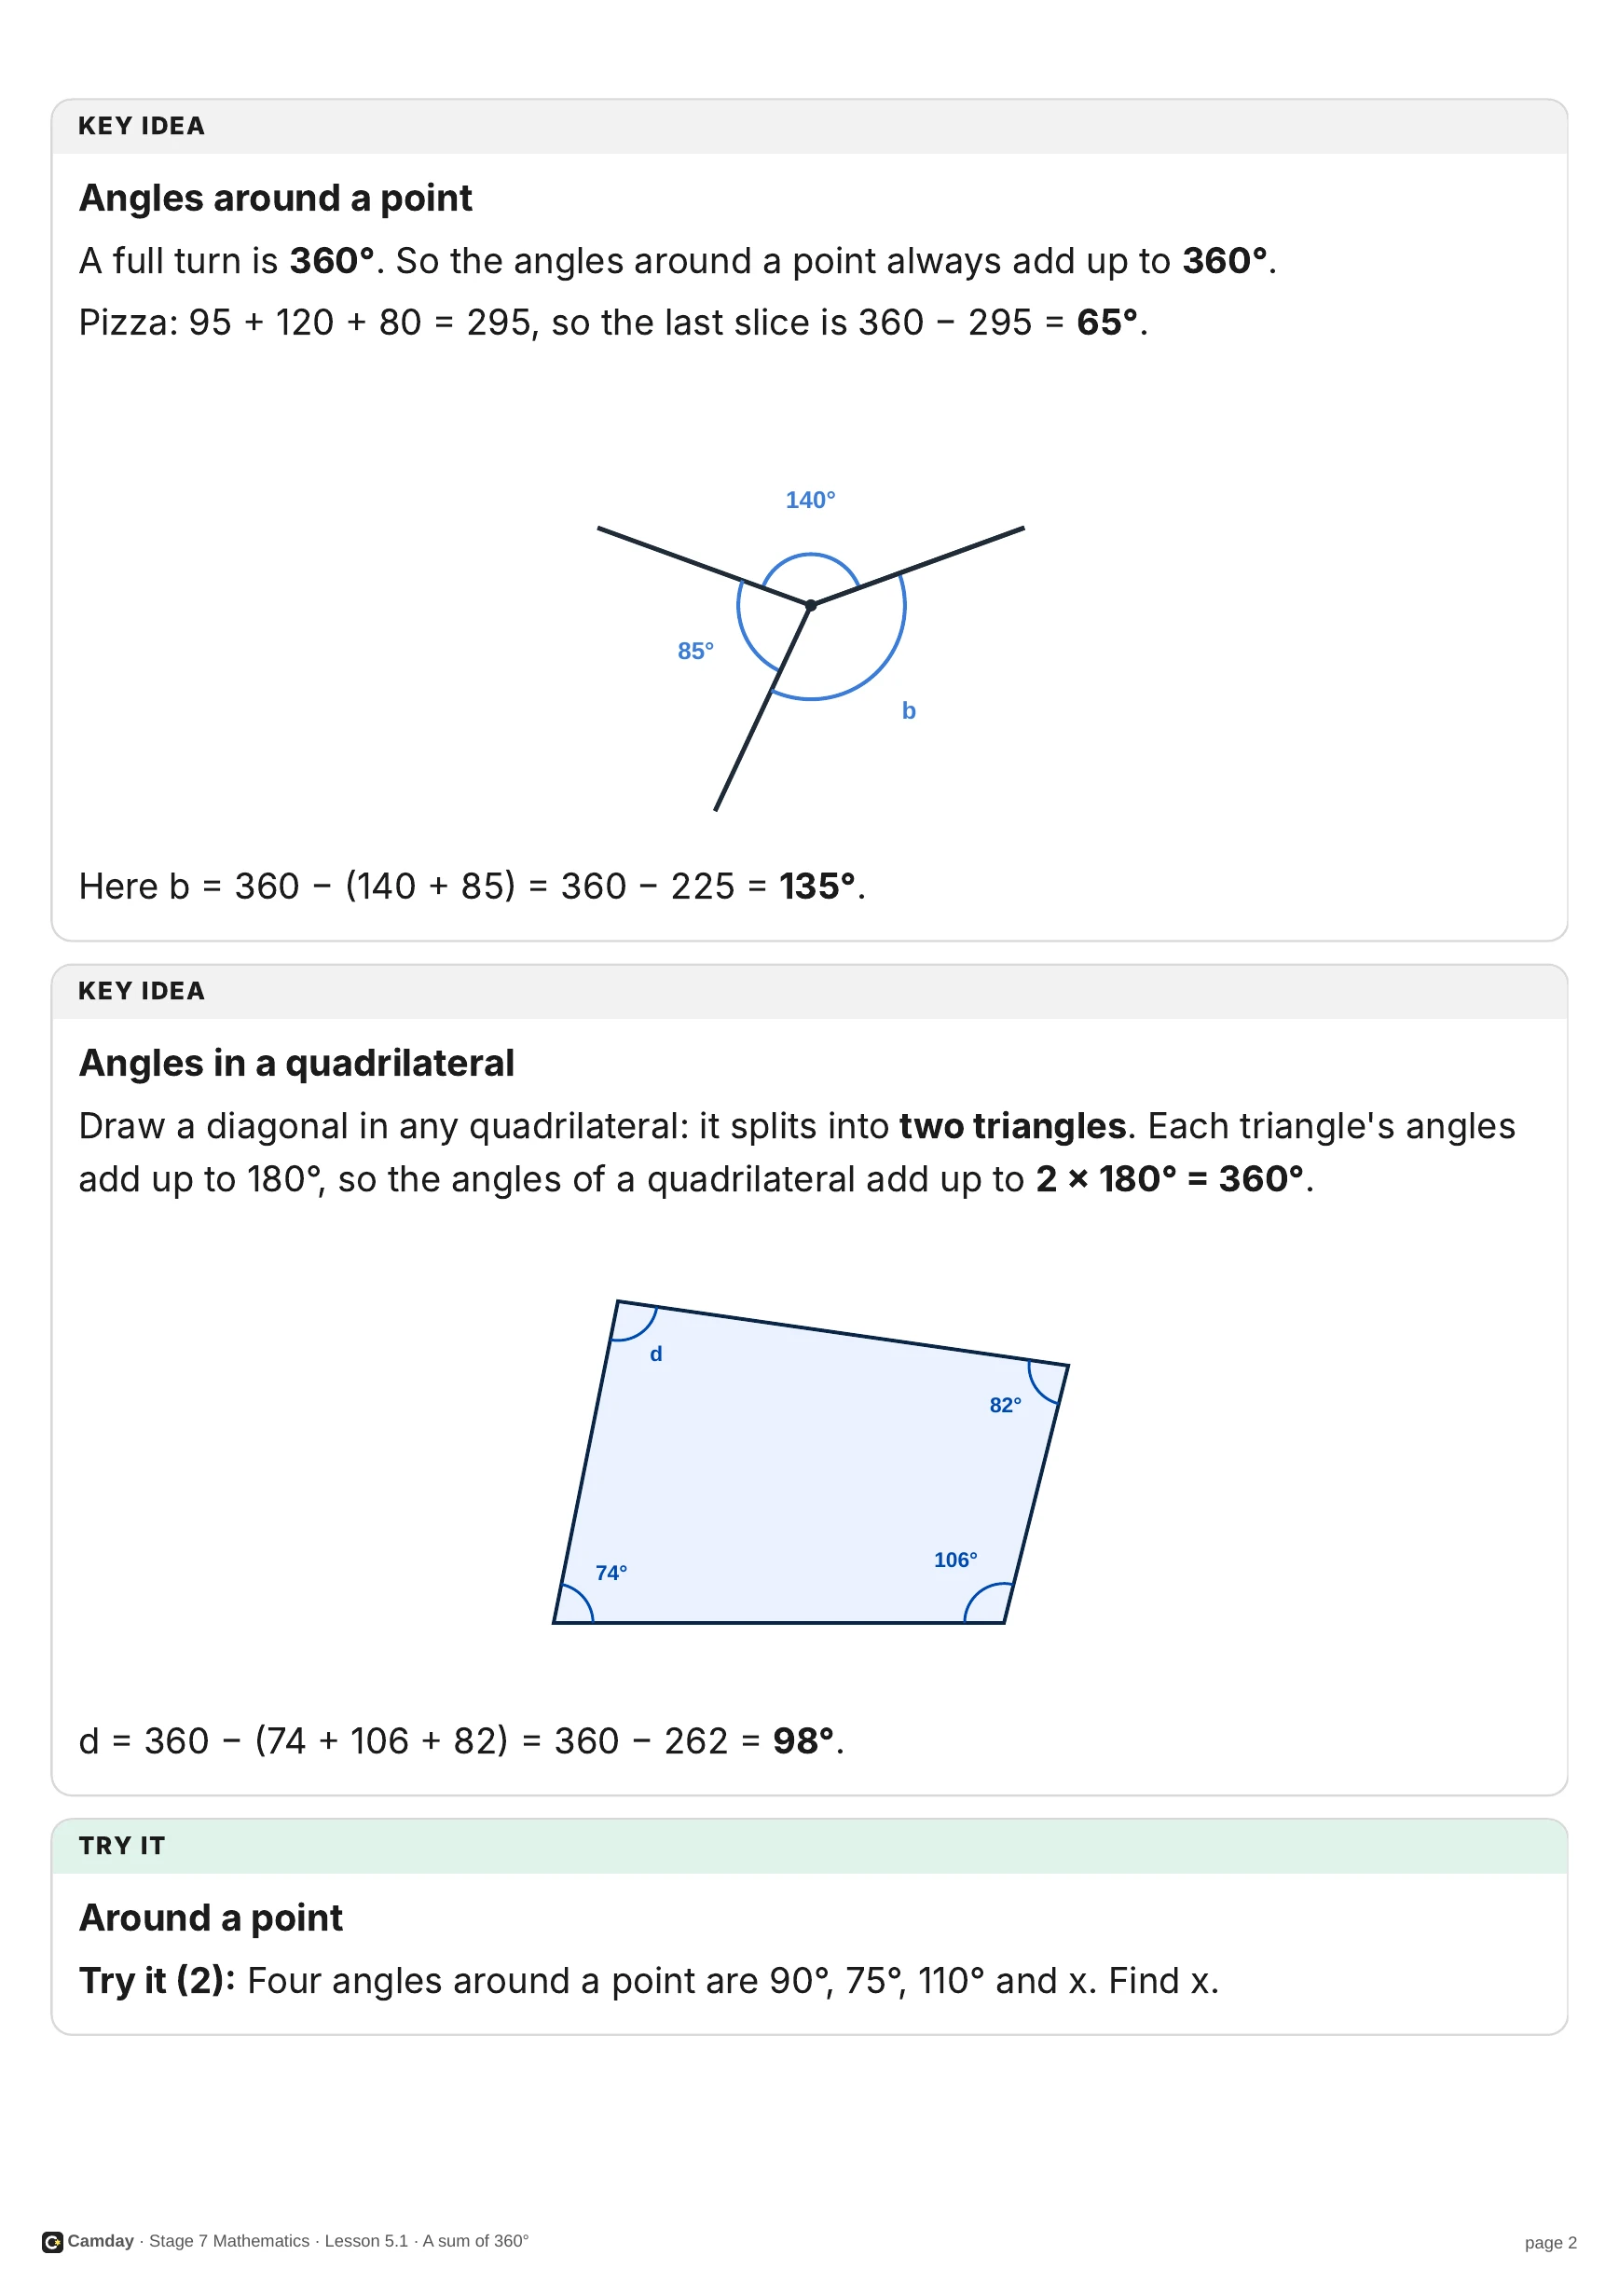 KEY IDEA
Angles around a point
A full turn is 360°. So the angles around a point always add up to 360°.
Pizza: 95 + 120 + 80 = 295, so the last slice is 360 − 295 = 65°.
140°
85°
b
Here b = 360 − (140 + 85) = 360 − 225 = 135°.
KEY IDEA
Angles in a quadrilateral
Draw a diagonal in any quadrilateral: it splits into two triangles. Each triangle's angles
add up to 180°, so the angles of a quadrilateral add up to 2 × 180° = 360°.
d
82°
106°
74°
d = 360 − (74 + 106 + 82) = 360 − 262 = 98°.
TRY IT
Around a point
Try it (2): Four angles around a point are 90°, 75°, 110° and x. Find x.
Camday · Stage 7 Mathematics · Lesson 5.1 · A sum of 360°
page 2